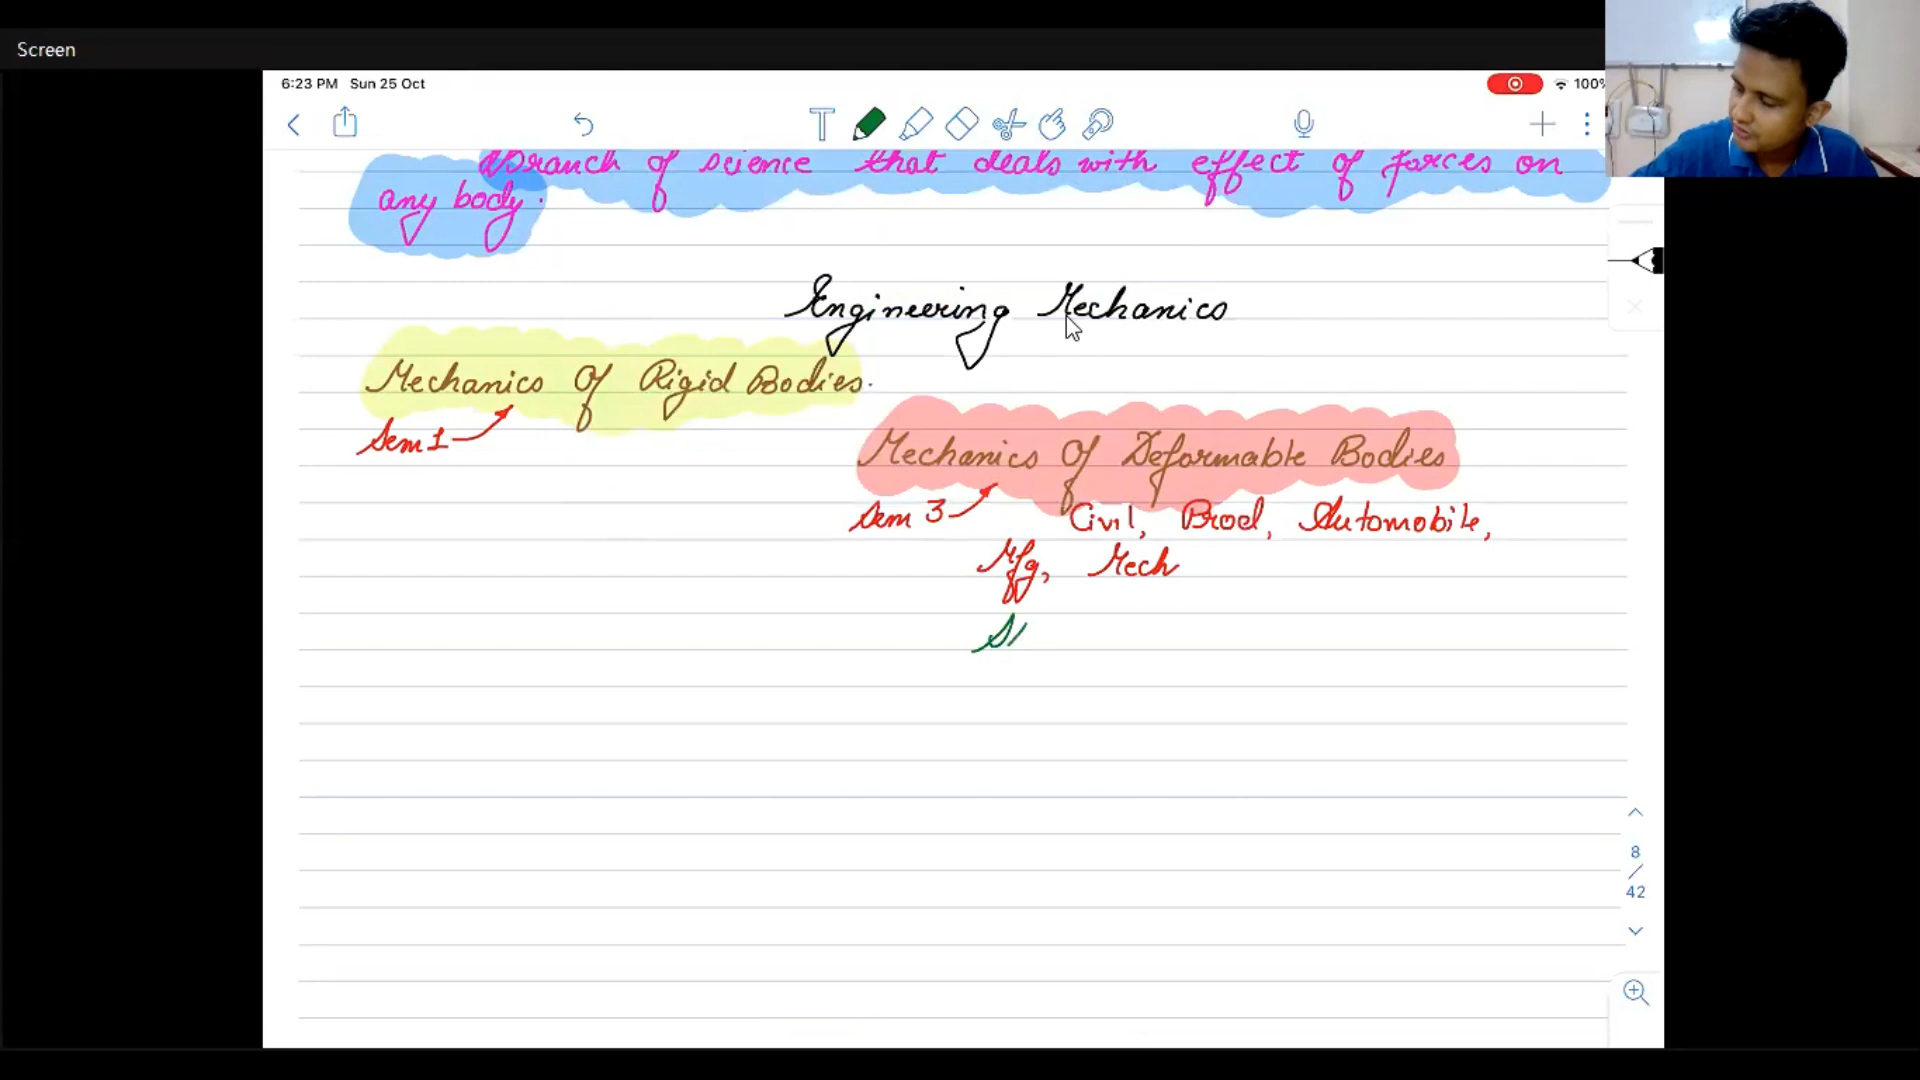 Screen
6:23 PM Sun 25 Oct
100%
Branch of science that deals with effect of forces on
any body.
Engineering Mechanics
Mechanics Of Rigid Bodies.
Sem 1
Mechanics Of Deformable Bodies
Sem 3 Civil, Prod, Automobile,
Mfg, Mech
8
/
42